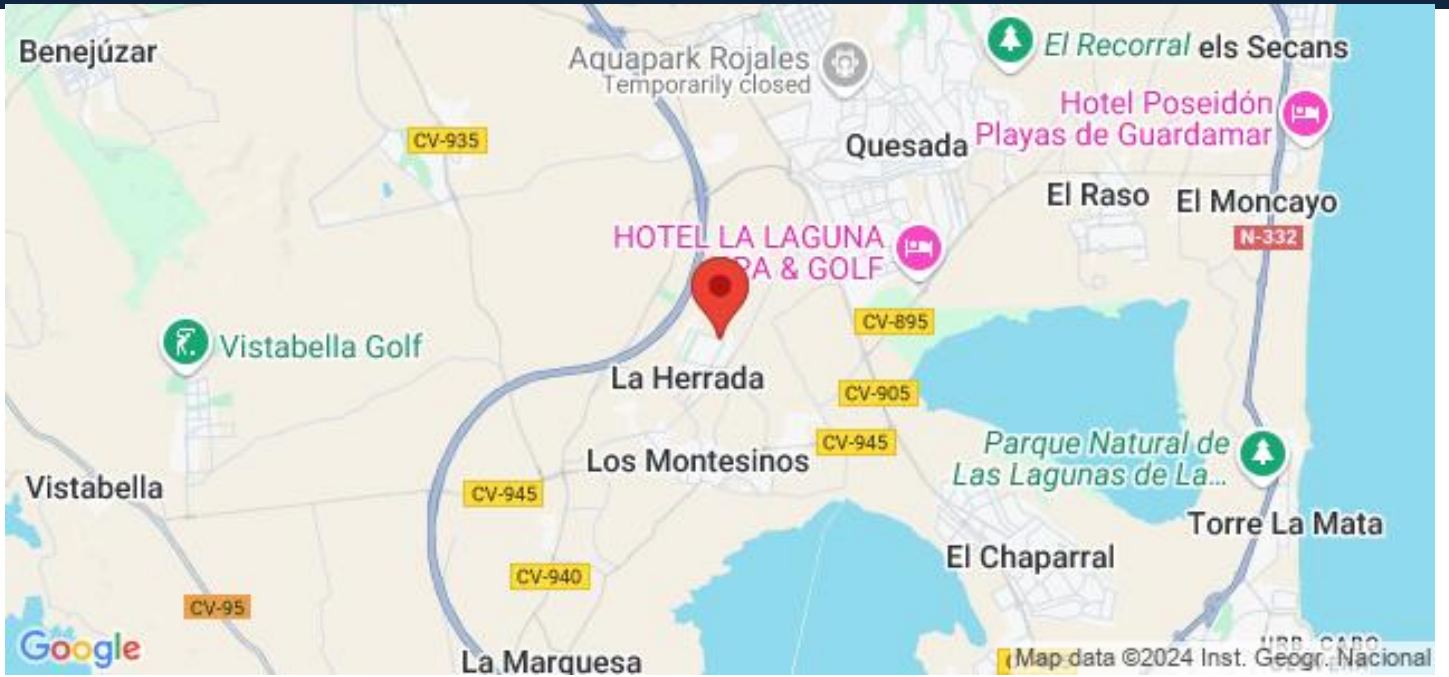 Benejúzar
Aquapark Rojales
Temporarily closed
El Recorral
els Secans
Hotel Poseidón
Playas de Guardamar
CV-935
Quesada
El Raso
El Moncayo
N-332
HOTEL LA LAGUNA
& GOLF
CV-895
Vistabella Golf
La Herrada
CV-905
CV-945
Parque Natural de
Las Lagunas de La...
Los Montesinos
Vistabella
CV-945
Torre La Mata
El Chaparral
CV-940
CV-95
Google
La Marquesa
Map data ©2024 Inst. Geogr. Nacional